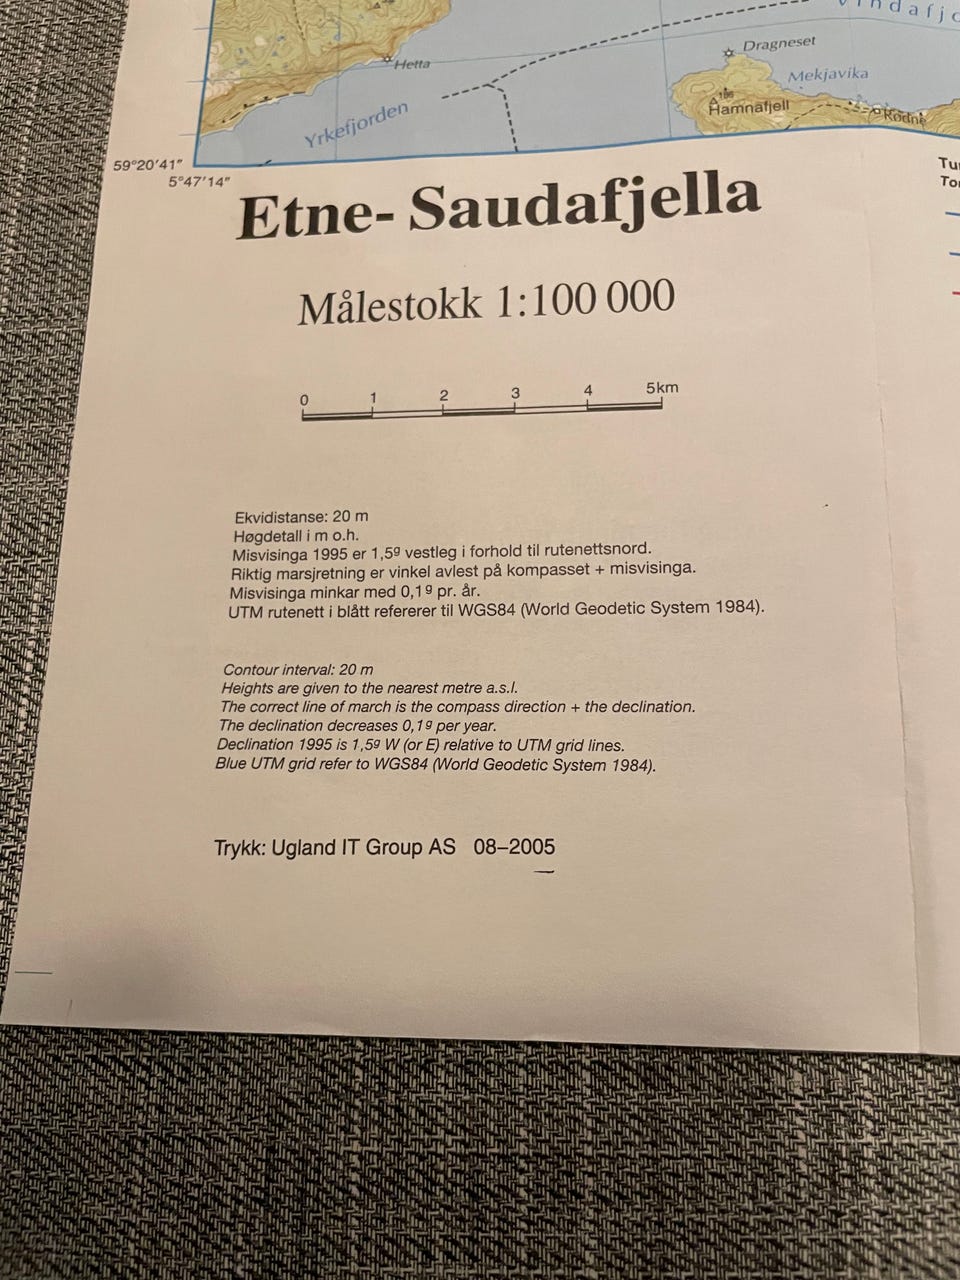 Vindafjo
Dragneset
Hetta
Mekjavika
186
Hamnafjell
Rødne
Yrkefjorden
59°20'41"
5°47'14"
Etne- Saudafjella
Målestokk 1:100 000
0 1 2 3 4 5km
Ekvidistanse: 20 m
Høgdetall i m o.h.
Misvisinga 1995 er 1,5g vestleg i forhold til rutenettsnord.
Riktig marsjretning er vinkel avlest på kompasset + misvisinga.
Misvisinga minkar med 0,1g pr. år.
UTM rutenett i blått refererer til WGS84 (World Geodetic System 1984).
Contour interval: 20 m
Heights are given to the nearest metre a.s.l.
The correct line of march is the compass direction + the declination.
The declination decreases 0,1g per year.
Declination 1995 is 1,5g W (or E) relative to UTM grid lines.
Blue UTM grid refer to WGS84 (World Geodetic System 1984).
Trykk: Ugland IT Group AS 08–2005